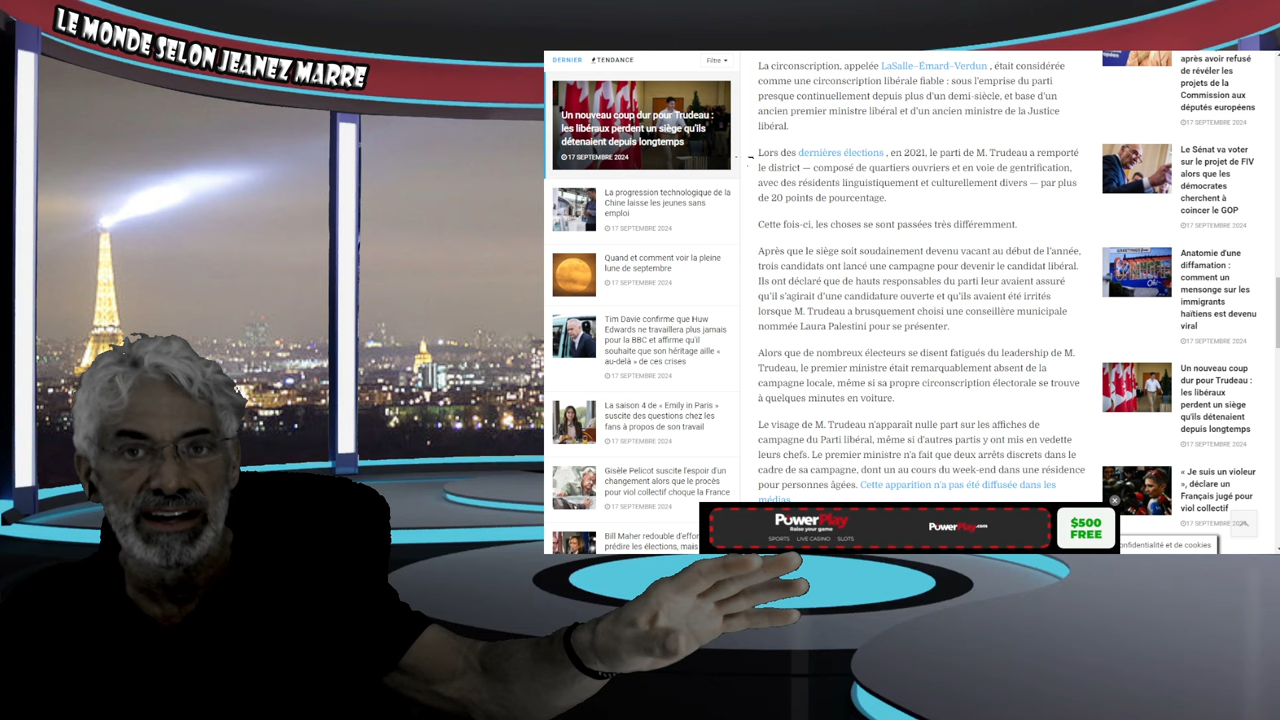 LE MONDE SELON JEANEZ MARRE
DERNIER
TENDANCE
Filtre
Un nouveau coup dur pour Trudeau :
les libéraux perdent un siège qu'ils
détenaient depuis longtemps
17 SEPTEMBRE 2024
La progression technologique de la
Chine laisse les jeunes sans
emploi
17 SEPTEMBRE 2024
Quand et comment voir la pleine
lune de septembre
17 SEPTEMBRE 2024
Tim Davie confirme que Huw
Edwards ne travaillera plus jamais
pour la BBC et affirme qu'il
souhaite que son héritage aille «
au-delà » de ces crises
17 SEPTEMBRE 2024
La saison 4 de « Emily in Paris »
suscite des questions chez les
fans à propos de son travail
17 SEPTEMBRE 2024
Gisèle Pelicot suscite l'espoir d'un
changement alors que le procès
pour viol collectif choque la France
17 SEPTEMBRE 2024
Bill Maher redouble d'effor
prédire les élections, mais
La circonscription, appelée LaSalle–Émard–Verdun , était considérée
comme une circonscription libérale fiable : sous l'emprise du parti
presque continuellement depuis plus d'un demi-siècle, et base d'un
ancien premier ministre libéral et d'un ancien ministre de la Justice
libéral.
Lors des dernières élections , en 2021, le parti de M. Trudeau a remporté
le district — composé de quartiers ouvriers et en voie de gentrification,
avec des résidents linguistiquement et culturellement divers — par plus
de 20 points de pourcentage.
Cette fois-ci, les choses se sont passées très différemment.
Après que le siège soit soudainement devenu vacant au début de l'année,
trois candidats ont lancé une campagne pour devenir le candidat libéral.
Ils ont déclaré que de hauts responsables du parti leur avaient assuré
qu'il s'agirait d'une candidature ouverte et qu'ils avaient été irrités
lorsque M. Trudeau a brusquement choisi une conseillère municipale
nommée Laura Palestini pour se présenter.
Alors que de nombreux électeurs se disent fatigués du leadership de M.
Trudeau, le premier ministre était remarquablement absent de la
campagne locale, même si sa propre circonscription électorale se trouve
à quelques minutes en voiture.
Le visage de M. Trudeau n'apparaît nulle part sur les affiches de
campagne du Parti libéral, même si d'autres partis y ont mis en vedette
leurs chefs. Le premier ministre n'a fait que deux arrêts discrets dans le
cadre de sa campagne, dont un au cours du week-end dans une résidence
pour personnes âgées. Cette apparition n'a pas été diffusée dans les
médias
après avoir refusé
de révéler les
projets de la
Commission aux
députés européens
17 SEPTEMBRE 2024
Le Sénat va voter
sur le projet de FIV
alors que les
démocrates
cherchent à
coincer le GOP
17 SEPTEMBRE 2024
Anatomie d'une
diffamation :
comment un
mensonge sur les
immigrants
haïtiens est devenu
viral
17 SEPTEMBRE 2024
Un nouveau coup
dur pour Trudeau :
les libéraux
perdent un siège
qu'ils détenaient
depuis longtemps
17 SEPTEMBRE 2024
« Je suis un violeur
», déclare un
Français jugé pour
viol collectif
17 SEPTEMBRE 2024
onfidentialité et de cookies
PowerPlay
Raise your game
SPORTS LIVE CASINO SLOTS
PowerPlay.com
$500
FREE